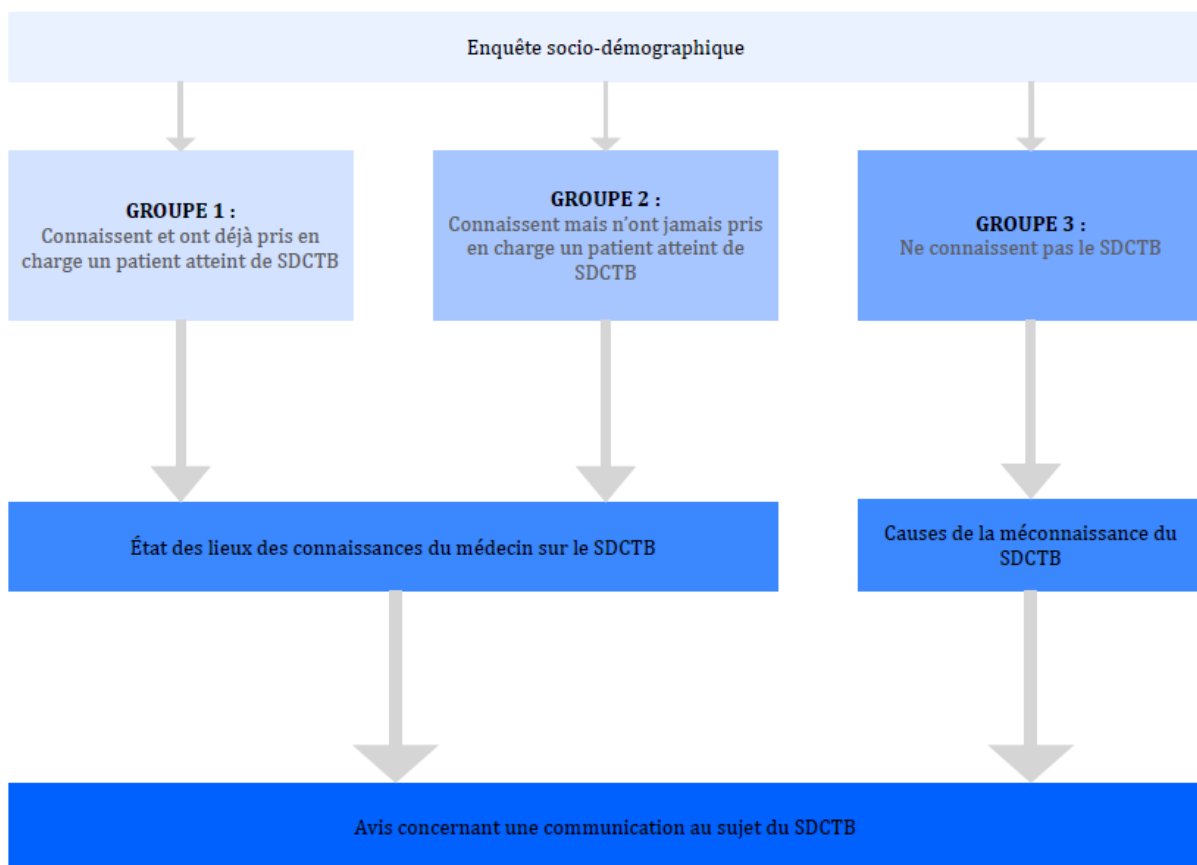 Enquête socio-démographique
GROUPE 1 :
Connaissent et ont déjà pris en
charge un patient atteint de SDCTB
GROUPE 2 :
Connaissent mais n’ont jamais pris
en charge un patient atteint de
SDCTB
GROUPE 3 :
Ne connaissent pas le SDCTB
État des lieux des connaissances du médecin sur le SDCTB
Causes de la méconnaissance du
SDCTB
Avis concernant une communication au sujet du SDCTB